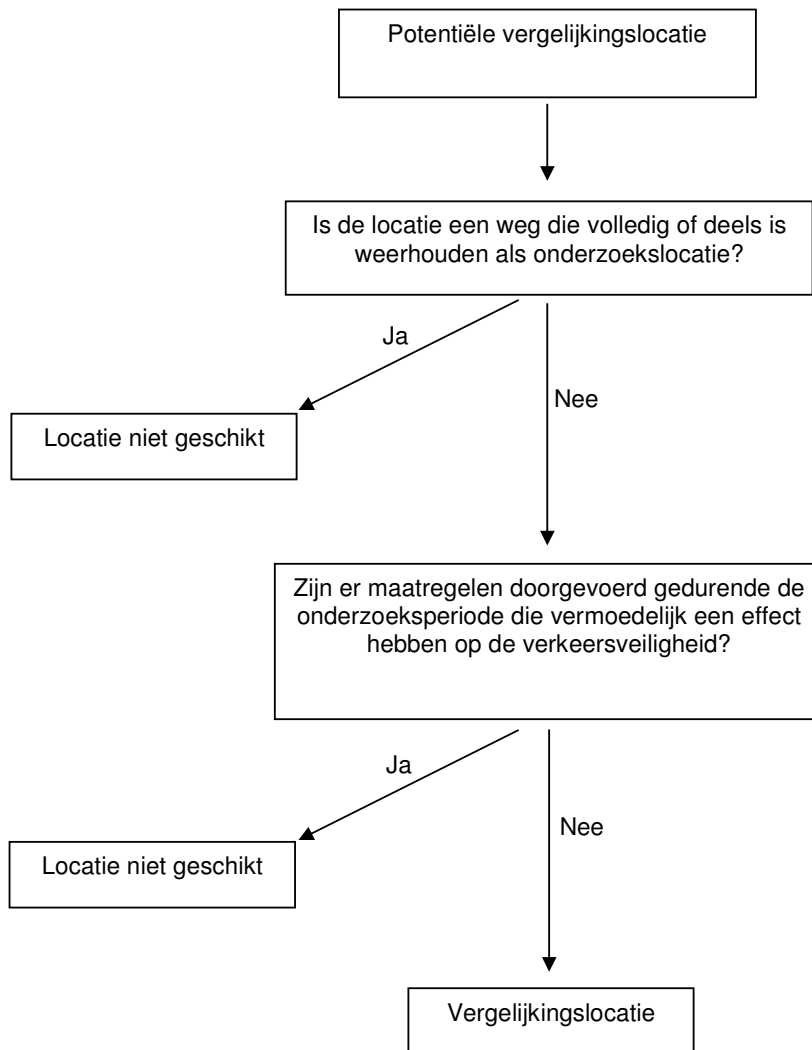 Potentiële vergelijkingslocatie
Is de locatie een weg die volledig of deels is
weerhouden als onderzoekslocatie?
Ja
Nee
Locatie niet geschikt
Zijn er maatregelen doorgevoerd gedurende de
onderzoeksperiode die vermoedelijk een effect
hebben op de verkeersveiligheid?
Ja
Nee
Locatie niet geschikt
Vergelijkingslocatie